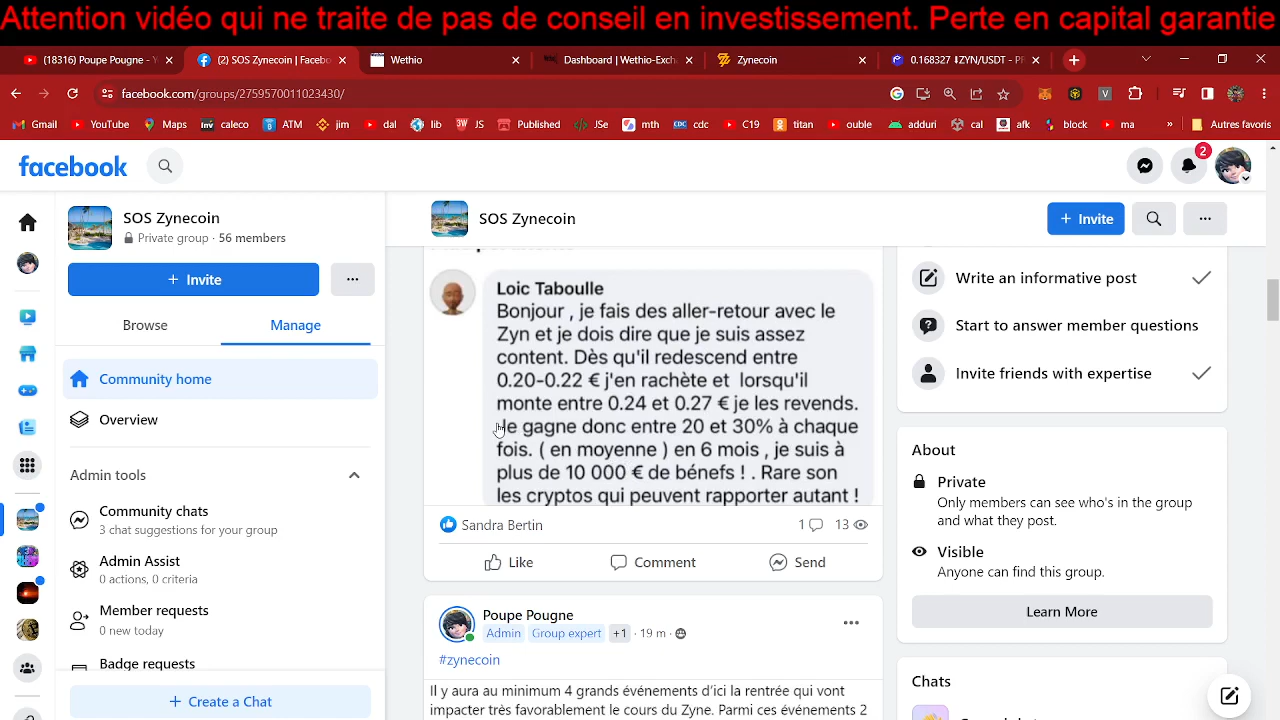 Attention vidéo qui ne traite de pas de conseil en investissement. Perte en capital garantie
(18316) Poupe Pougne - Y
(2) SOS Zynecoin | Facebo
Wethio
Dashboard | Wethio-Exch
Zynecoin
0.168327 ZYN/USDT - PR
facebook.com/groups/2759570011023430/
Gmail
YouTube
Maps
caleco
ATM
jim
dal
lib
JS
Published
JSe
mth
cdc
C19
titan
ouble
adduri
cal
afk
block
ma
»
Autres favoris
facebook
2
SOS Zynecoin
Private group · 56 members
+ Invite
...
Browse
Manage
Community home
Overview
Admin tools
Community chats
3 chat suggestions for your group
Admin Assist
0 actions, 0 criteria
Member requests
0 new today
Badge requests
+ Create a Chat
SOS Zynecoin
+ Invite
...
Loic Taboulle
Bonjour , je fais des aller-retour avec le
Zyn et je dois dire que je suis assez
content. Dès qu'il redescend entre
0.20-0.22 € j'en rachète et lorsqu'il
monte entre 0.24 et 0.27 € je les revends.
Je gagne donc entre 20 et 30% à chaque
fois. ( en moyenne ) en 6 mois , je suis à
plus de 10 000 € de bénefs ! . Rare son
les cryptos qui peuvent rapporter autant !
Sandra Bertin
1
13
Like
Comment
Send
Poupe Pougne
Admin
Group expert
+1 · 19 m ·
...
#zynecoin
Il y aura au minimum 4 grands événements d'ici la rentrée qui vont
impacter très favorablement le cours du Zyne. Parmi ces événements 2
Write an informative post
Start to answer member questions
Invite friends with expertise
About
Private
Only members can see who's in the group
and what they post.
Visible
Anyone can find this group.
Learn More
Chats